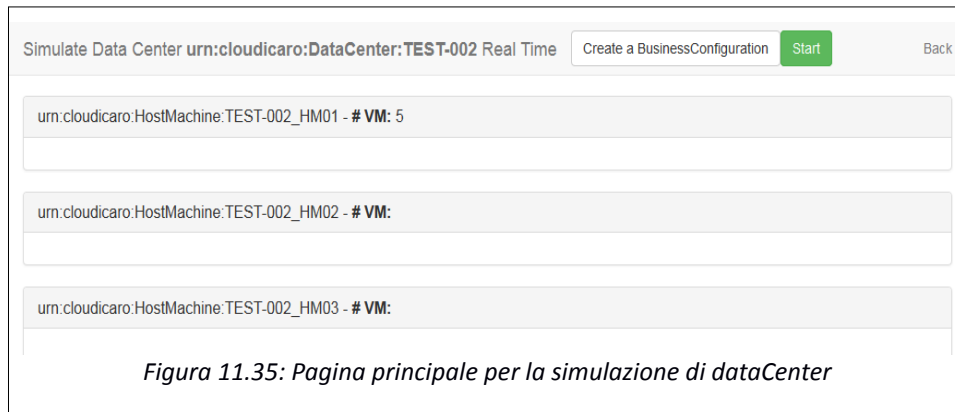 Simulate Data Center urn:cloudicaro:DataCenter:TEST-002 Real Time Create a BusinessConfiguration Start Back
urn:cloudicaro:HostMachine:TEST-002_HM01 - # VM: 5
urn:cloudicaro:HostMachine:TEST-002_HM02 - # VM:
urn:cloudicaro:HostMachine:TEST-002_HM03 - # VM:
Figura 11.35: Pagina principale per la simulazione di dataCenter